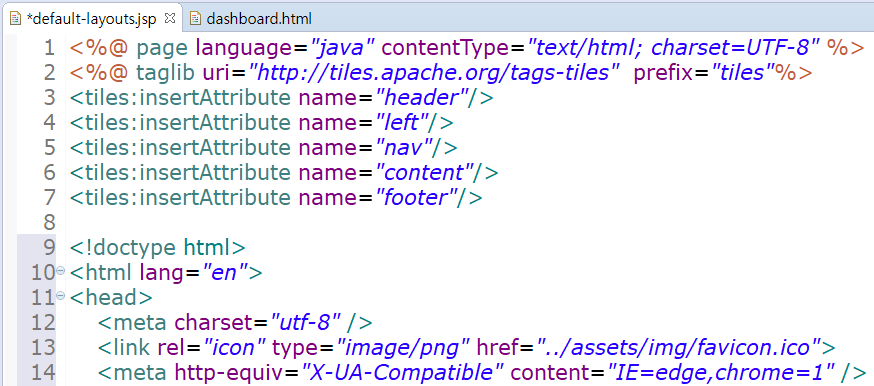 *default-layouts.jsp dashboard.html
1 <%@ page language="java" contentType="text/html; charset=UTF-8" %>
2 <%@ taglib uri="http://tiles.apache.org/tags-tiles"  prefix="tiles"%>
3 <tiles:insertAttribute name="header"/>
4 <tiles:insertAttribute name="left"/>
5 <tiles:insertAttribute name="nav"/>
6 <tiles:insertAttribute name="content"/>
7 <tiles:insertAttribute name="footer"/>
8
9 <!doctype html>
10 <html lang="en">
11 <head>
12   <meta charset="utf-8" />
13   <link rel="icon" type="image/png" href="../assets/img/favicon.ico">
14   <meta http-equiv="X-UA-Compatible" content="IE=edge,chrome=1" />